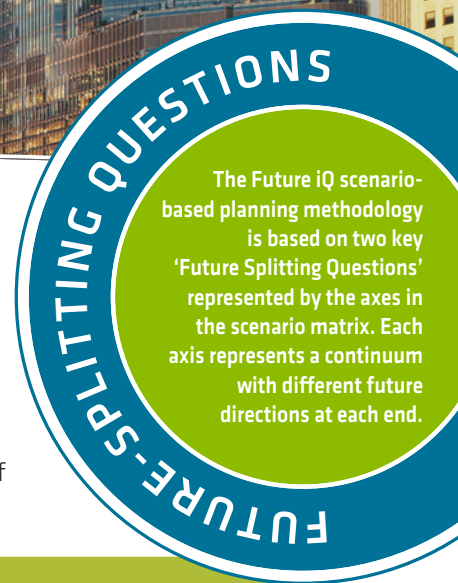 FUTURE-SPLITTING QUESTIONS
The Future iQ scenario-
based planning methodology
is based on two key
‘Future Splitting Questions’
represented by the axes in
the scenario matrix. Each
axis represents a continuum
with different future
directions at each end.
f